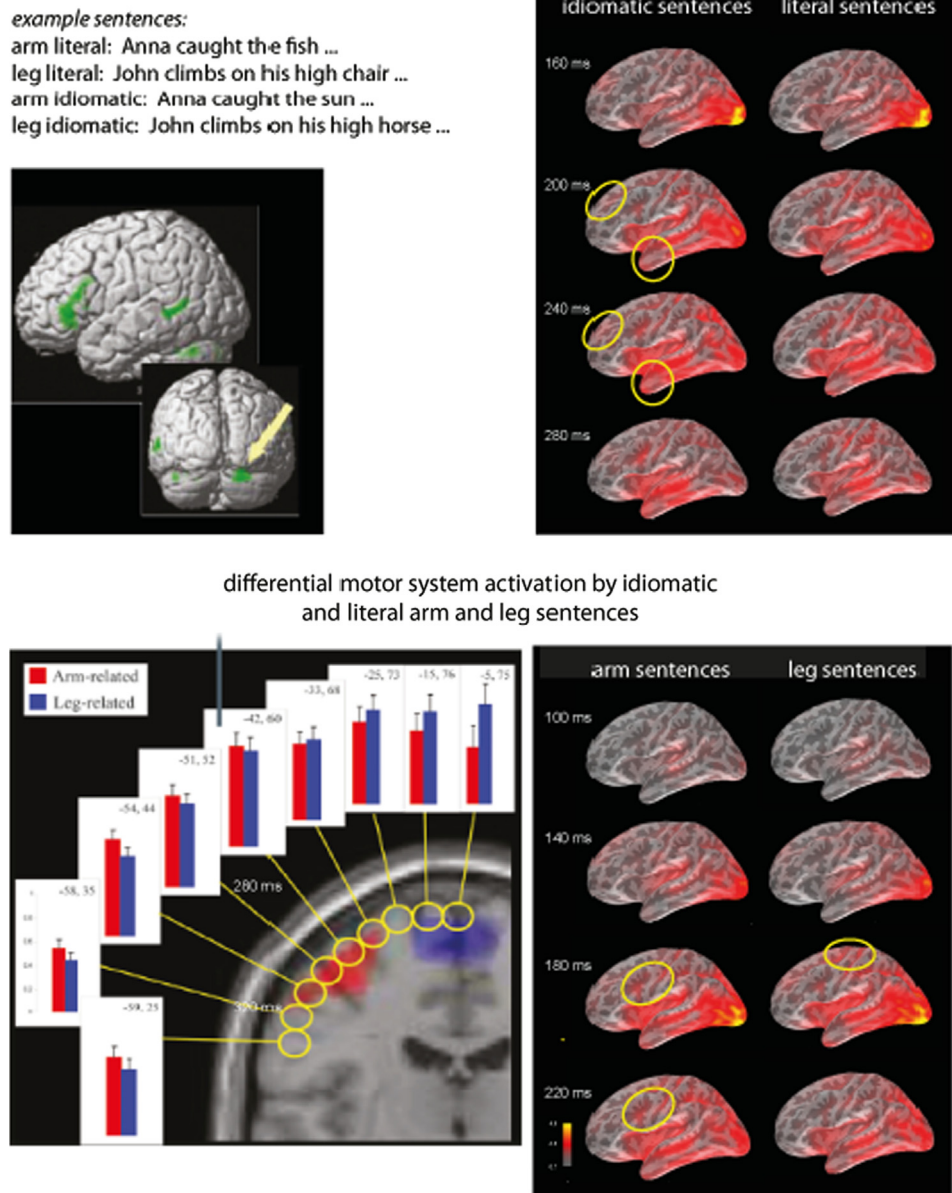 example sentences:
arm literal: Anna caught the fish ...
leg literal: John climbs on his high chair ...
arm idiomatic: Anna caught the sun ...
leg idiomatic: John climbs on his high horse ...
idiomatic sentences
literal sentences
160 ms
200 ms
240 ms
280 ms
differential motor system activation by idiomatic
and literal arm and leg sentences
Arm-related
Leg-related
-5, 75
-15, 76
-25, 73
-33, 68
-42, 60
-51, 52
-54, 44
-58, 35
-59, 25
280 ms
arm sentences
leg sentences
100 ms
140 ms
180 ms
220 ms